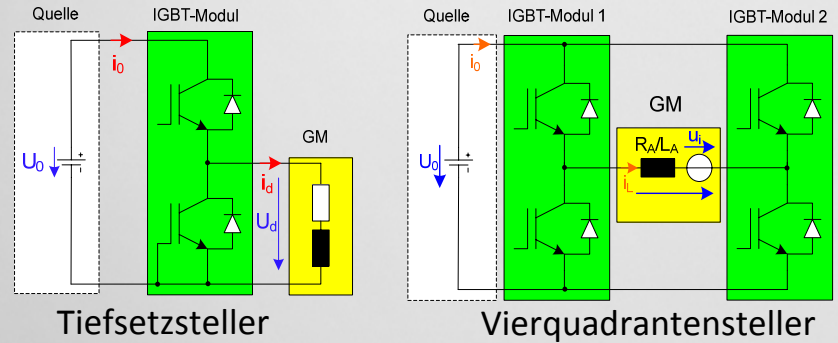 Quelle
IGBT-Modul
i0
U0
+
-
GM
id
Ud
Tiefsetzsteller
Quelle
IGBT-Modul 1
IGBT-Modul 2
i0
U0
+
-
GM
RA/LA
ui
iL
Vierquadrantensteller